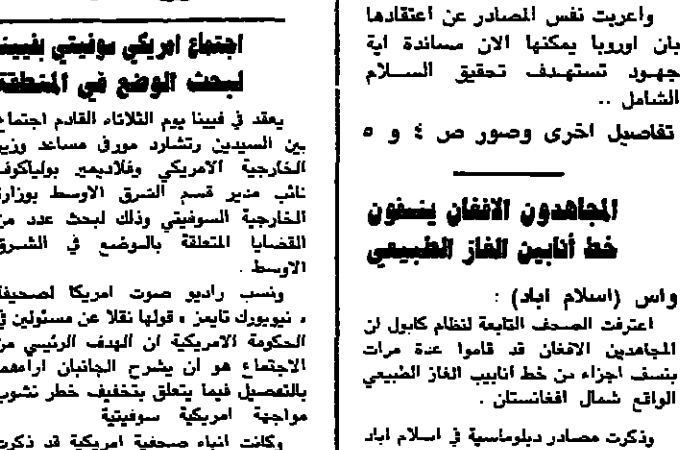 واعربت نفس المصادر عن اعتقادها
بان اوروبا يمكنها الان مساندة اية
جهود تستهدف تحقيق الســلام
الشامل ..
تفاصيل اخرى وصور ص ٤ و ٥
المجاهدون الافغان ينسفون
خط أنابين الغاز الطبيعي
واس (اسلام اباد) :
اعترفت الصحف التابعة لنظام كابول ان
المجاهدين الافغان قد قاموا عدة مرات
بنسف اجزاء من خط انابيب الغاز الطبيعي
الواقع شمال افغانستان .
وذكرت مصادر دبلوماسية في اسلام اباد
اجتماع امريكي سوفيتي بفيينا
لبحث الوضع في المنطقة
يعقد في فيينا يوم الثلاثاء القادم اجتماع
بين السيدين رتشارد مورفي مساعد وزير
الخارجية الامريكي وفلاديمير بولياكوف
نائب مدير قسم الشرق الاوسط بوزارة
الخارجية السوفيتي وذلك لبحث عدد من
القضايا المتعلقة بالوضع في الشرق
الاوسط .
ونسب راديو صوت امريكا لصحيفة
« نيويورك تايمز » قولها نقلا عن مسئولين في
الحكومة الامريكية ان الهدف الرئيسي من
الاجتماع هو ان يشرح الجانبان اراءهما
بالتفصيل فيما يتعلق بتخفيف خطر نشوب
مواجهة امريكية سوفيتية
وكانت انباء صحفية امريكية قد ذكرت